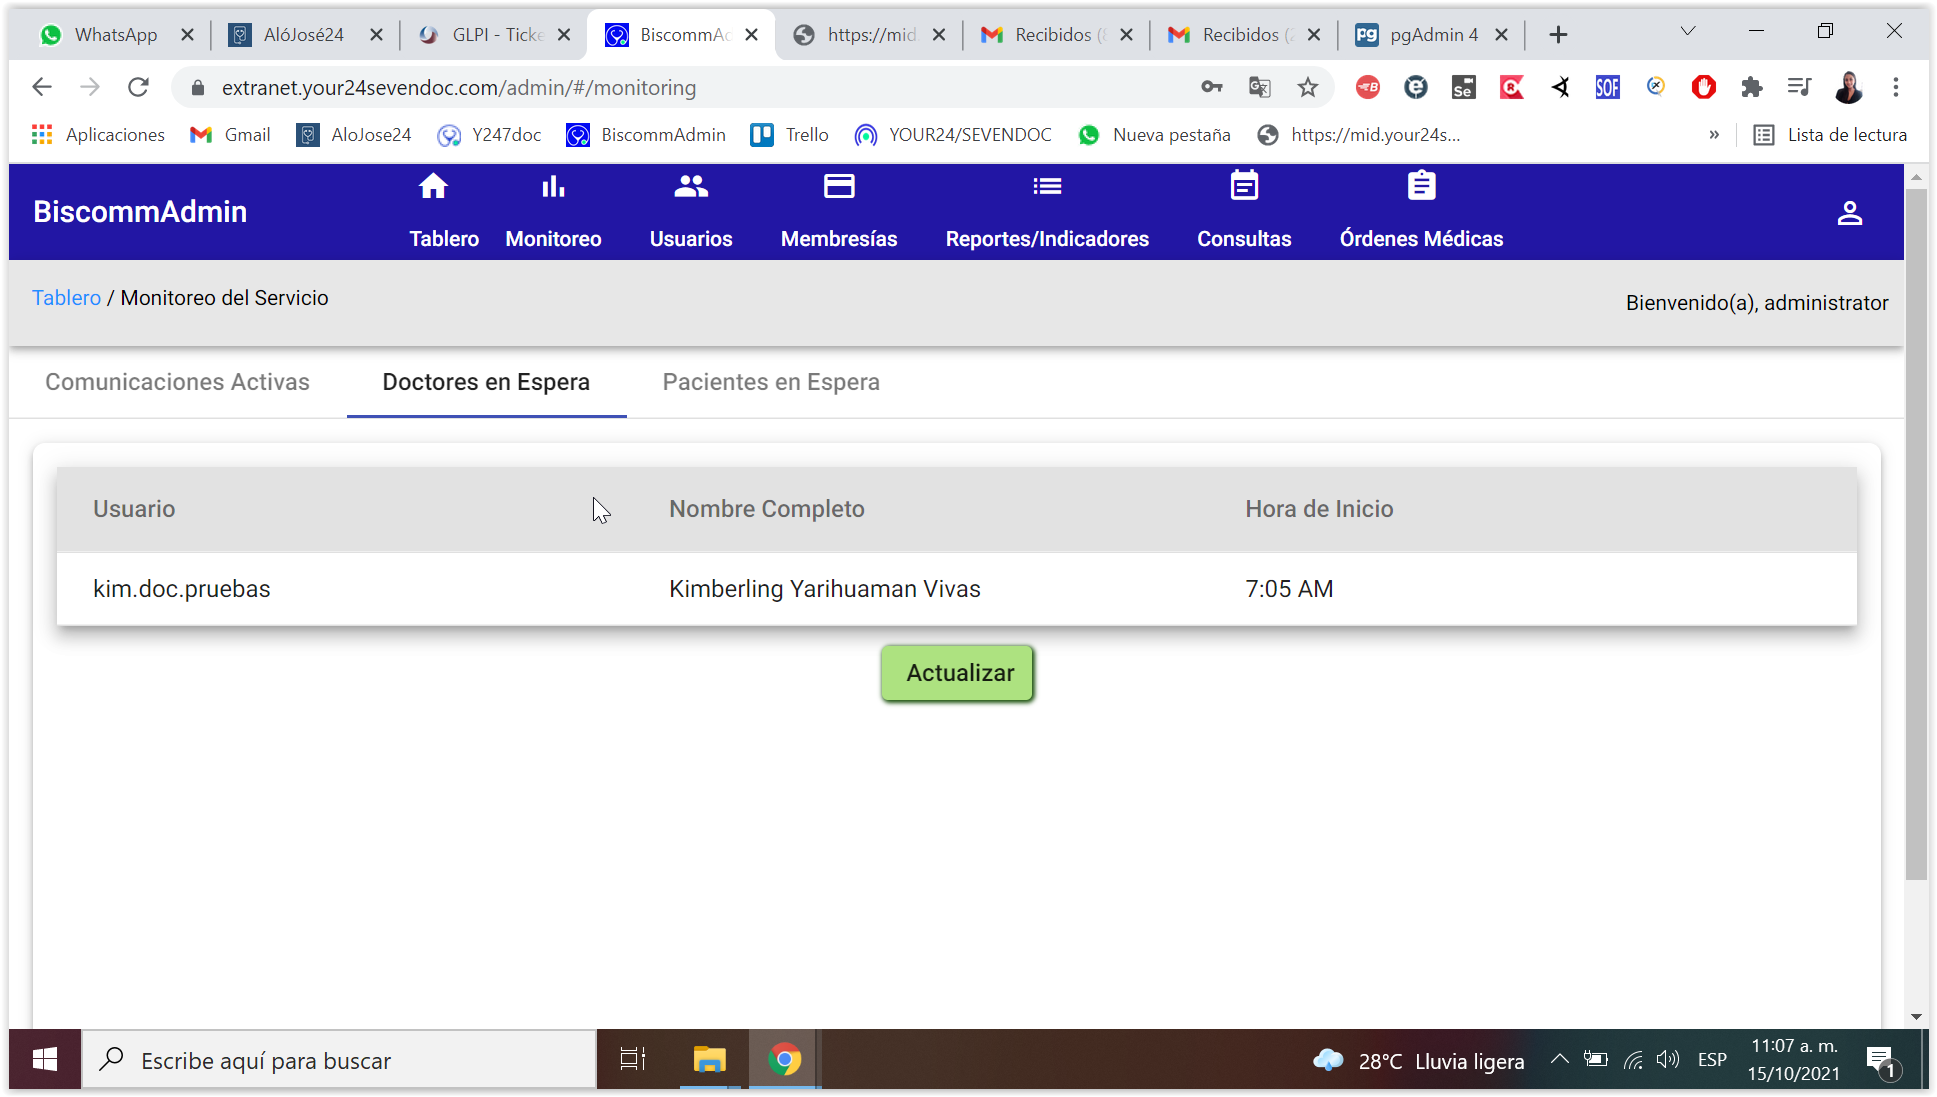 WhatsApp AlóJosé24 GLPI - Ticke BiscommAd https://mid. Recibidos (8 Recibidos (2 pgAdmin 4
extranet.your24sevendoc.com/admin/#/monitoring
Aplicaciones Gmail AloJose24 Y247doc BiscommAdmin Trello YOUR24/SEVENDOC Nueva pestaña https://mid.your24s... » Lista de lectura
BiscommAdmin Tablero Monitoreo Usuarios Membresías Reportes/Indicadores Consultas Órdenes Médicas
Tablero / Monitoreo del Servicio
Bienvenido(a), administrator
Comunicaciones Activas Doctores en Espera Pacientes en Espera
Usuario Nombre Completo Hora de Inicio
kim.doc.pruebas Kimberling Yarihuaman Vivas 7:05 AM
Actualizar
Escribe aquí para buscar
28°C Lluvia ligera ESP
11:07 a. m.
15/10/2021
1